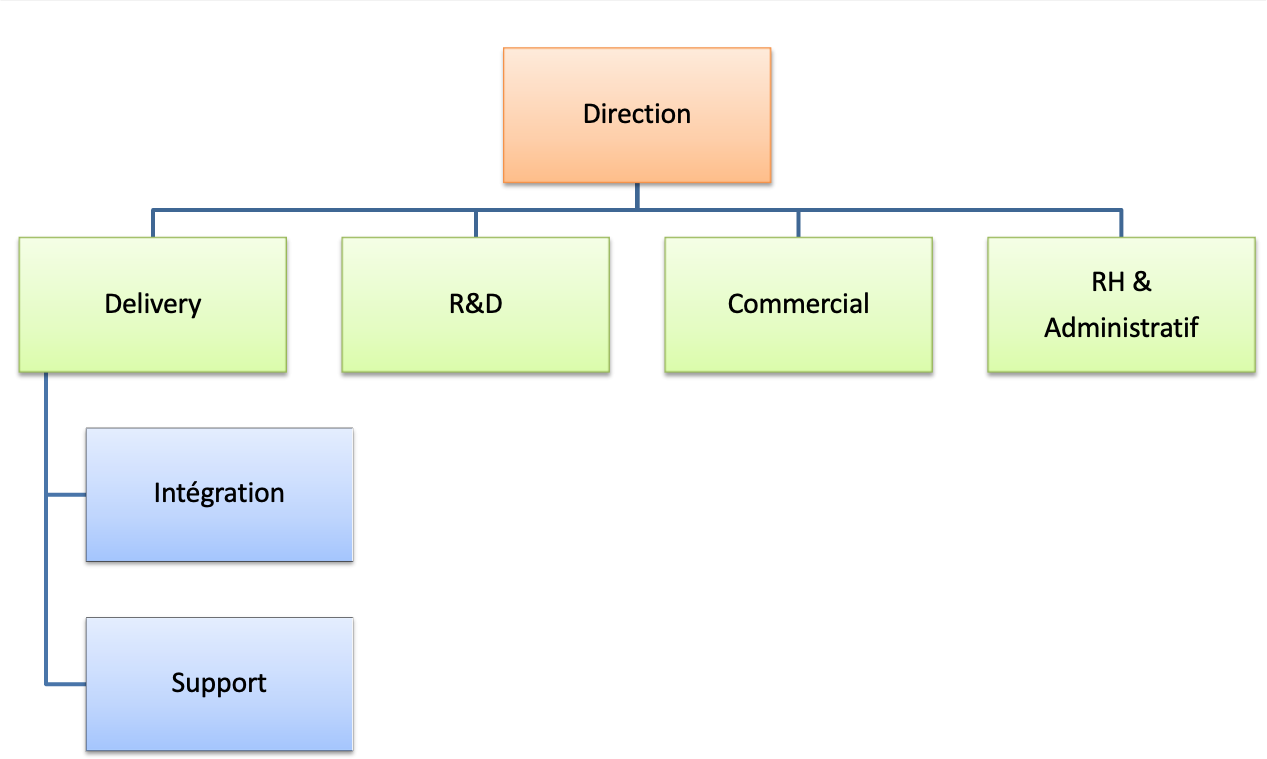 Direction
Delivery
R&D
Commercial
RH &
Administratif
Intégration
Support